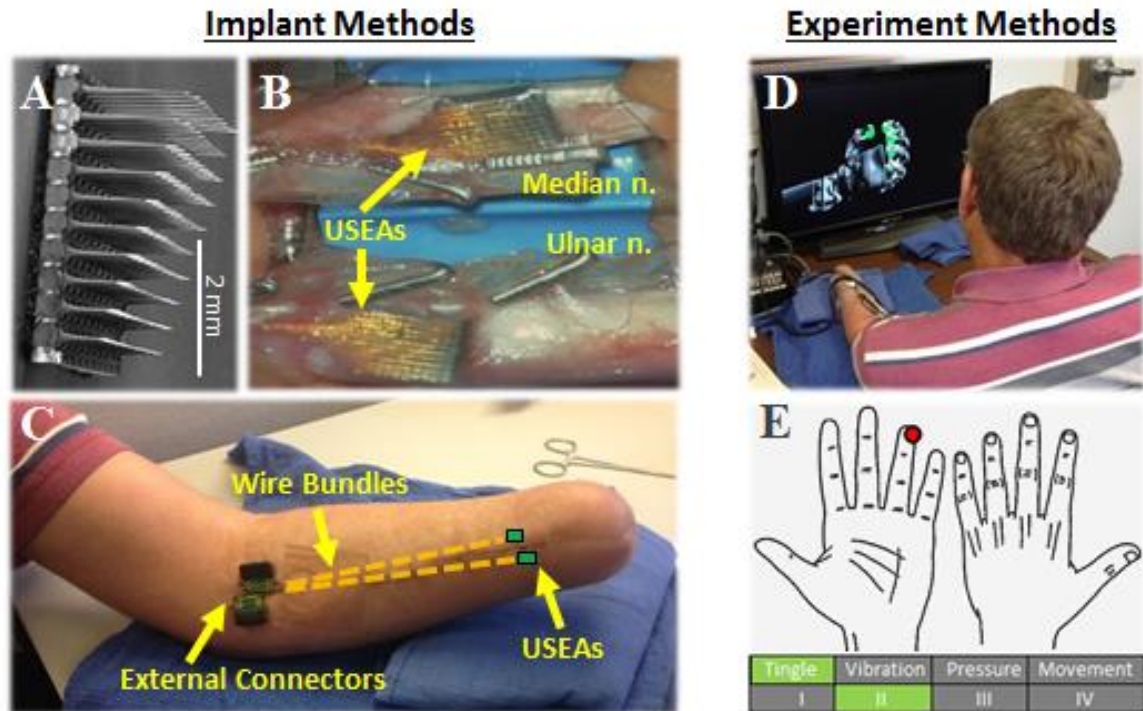 Implant Methods
Experiment Methods
A
2 mm
B
USEAs
Median n.
Ulnar n.
C
Wire Bundles
External Connectors
USEAs
D
E
Tingle Vibration Pressure Movement
I II III IV